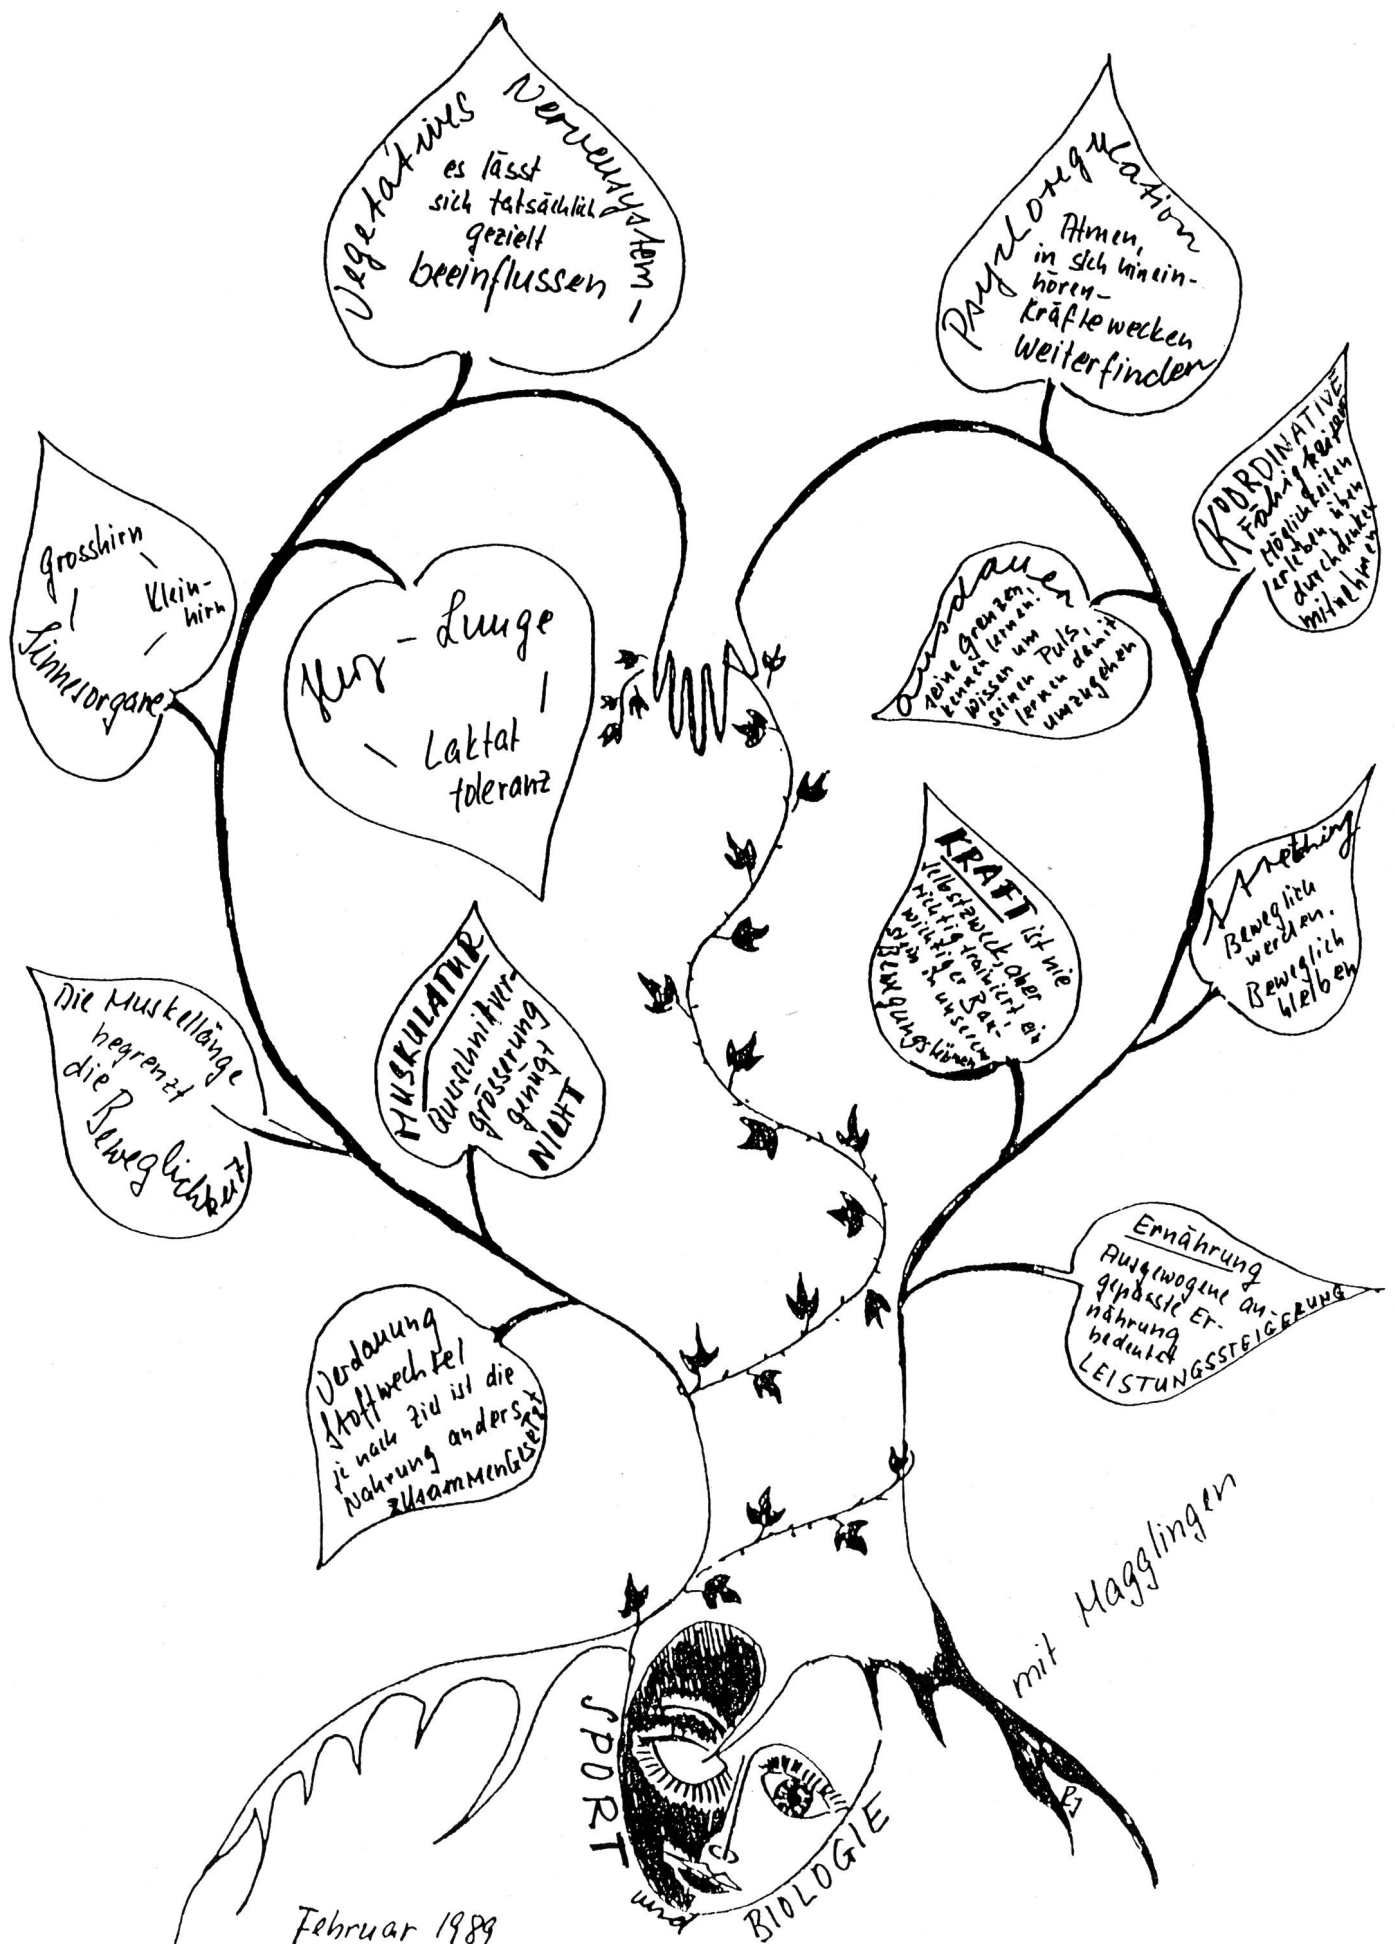 Vegetatives Nervensystem -
es lässt
sich tatsächlich
gezielt
beeinflussen
Psychoregulation
Atmen,
in sich hinein-
hören-
Kräfte wecken
Weiterfinden
KOORDINATIVE
Fähigkeiten
Möglichkeiten
erleben, üben
durchdenken
mitnehmen
Grosshirn
Klein-
hirn
Sinnesorgane
Herz - Lunge
Laktat
toleranz
ausdauer
seine Grenzen
kennen lernen:
Wissen um
seinen Puls,
lernen damit
umzugehen
Stretching
Beweglich
werden.
Beweglich
bleiben
KRAFT ist nie
Selbstzweck, aber
richtig trainiert ein
wichtiger Bau-
stein zu unserem
Bewegungskönnen
MUSKULATUR
Querschnittver-
grösserung
genügt
NICHT
Die Muskellänge
begrenzt
die Beweglichkeit
Ernährung
Ausgewogene an-
gepasste Er-
nährung
bedeutet
LEISTUNGSSTEIGERUNG
Verdauung
Stoffwechsel
je nach Ziel ist die
Nahrung anders
zusammengesetzt
mit Magglingen
SPORT
und
BIOLOGIE
RJ
Februar 1989